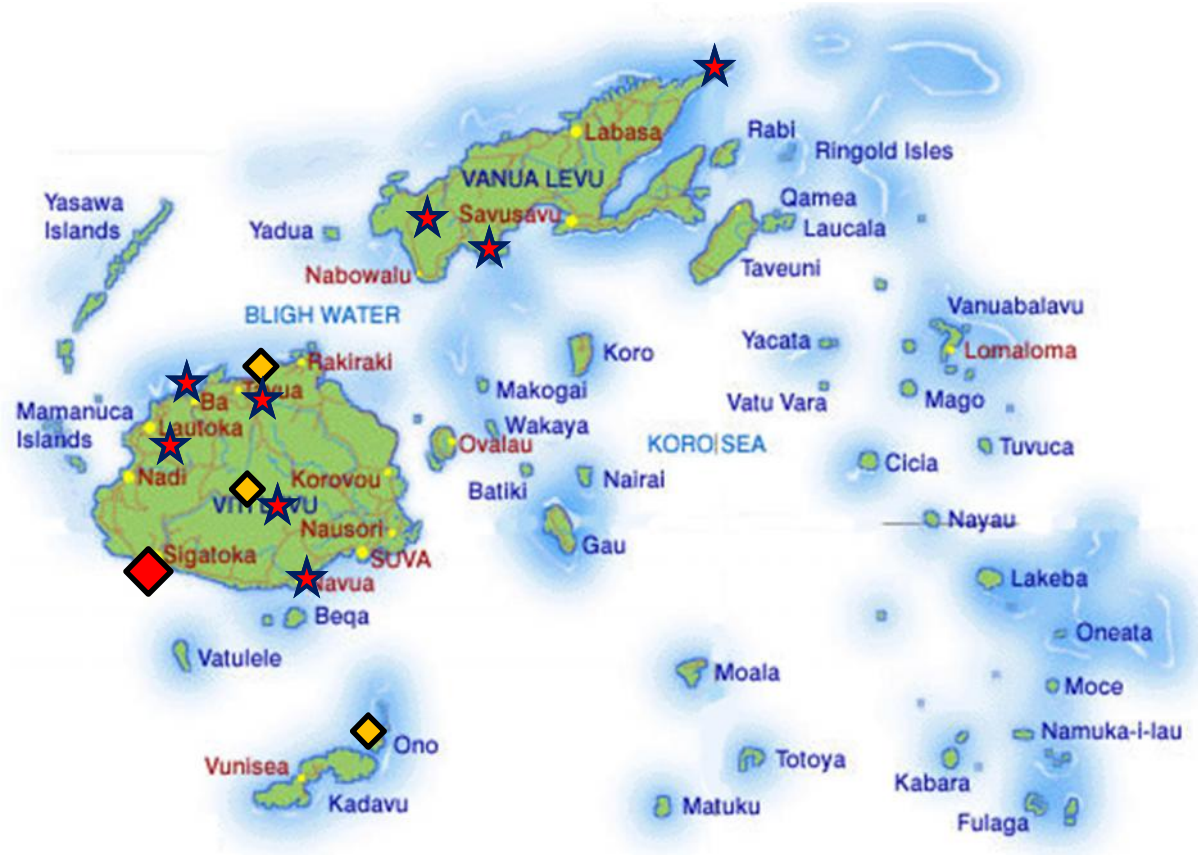 Labasa
Rabi
Ringold Isles
VANUA LEVU
Yasawa
Islands
Qamea
Savusavu
Laucala
Yadua
Taveuni
Nabowalu
Vanuabalavu
BLIGH WATER
Yacata
Lomaloma
Koro
Rakiraki
Tavua
Makogai
Ba
Vatu Vara
Mago
Mamanuca
Islands
Lautoka
Wakaya
Ovalau
KORO SEA
Tuvuca
Cicia
Nadi
Korovou
Batiki
Nairai
VITI LEVU
Nausori
Nayau
Gau
Sigatoka
SUVA
Navua
Lakeba
Beqa
Oneata
Vatulele
Moala
Moce
Namuka-i-lau
Ono
Vunisea
Totoya
Kabara
Kadavu
Matuku
Fulaga